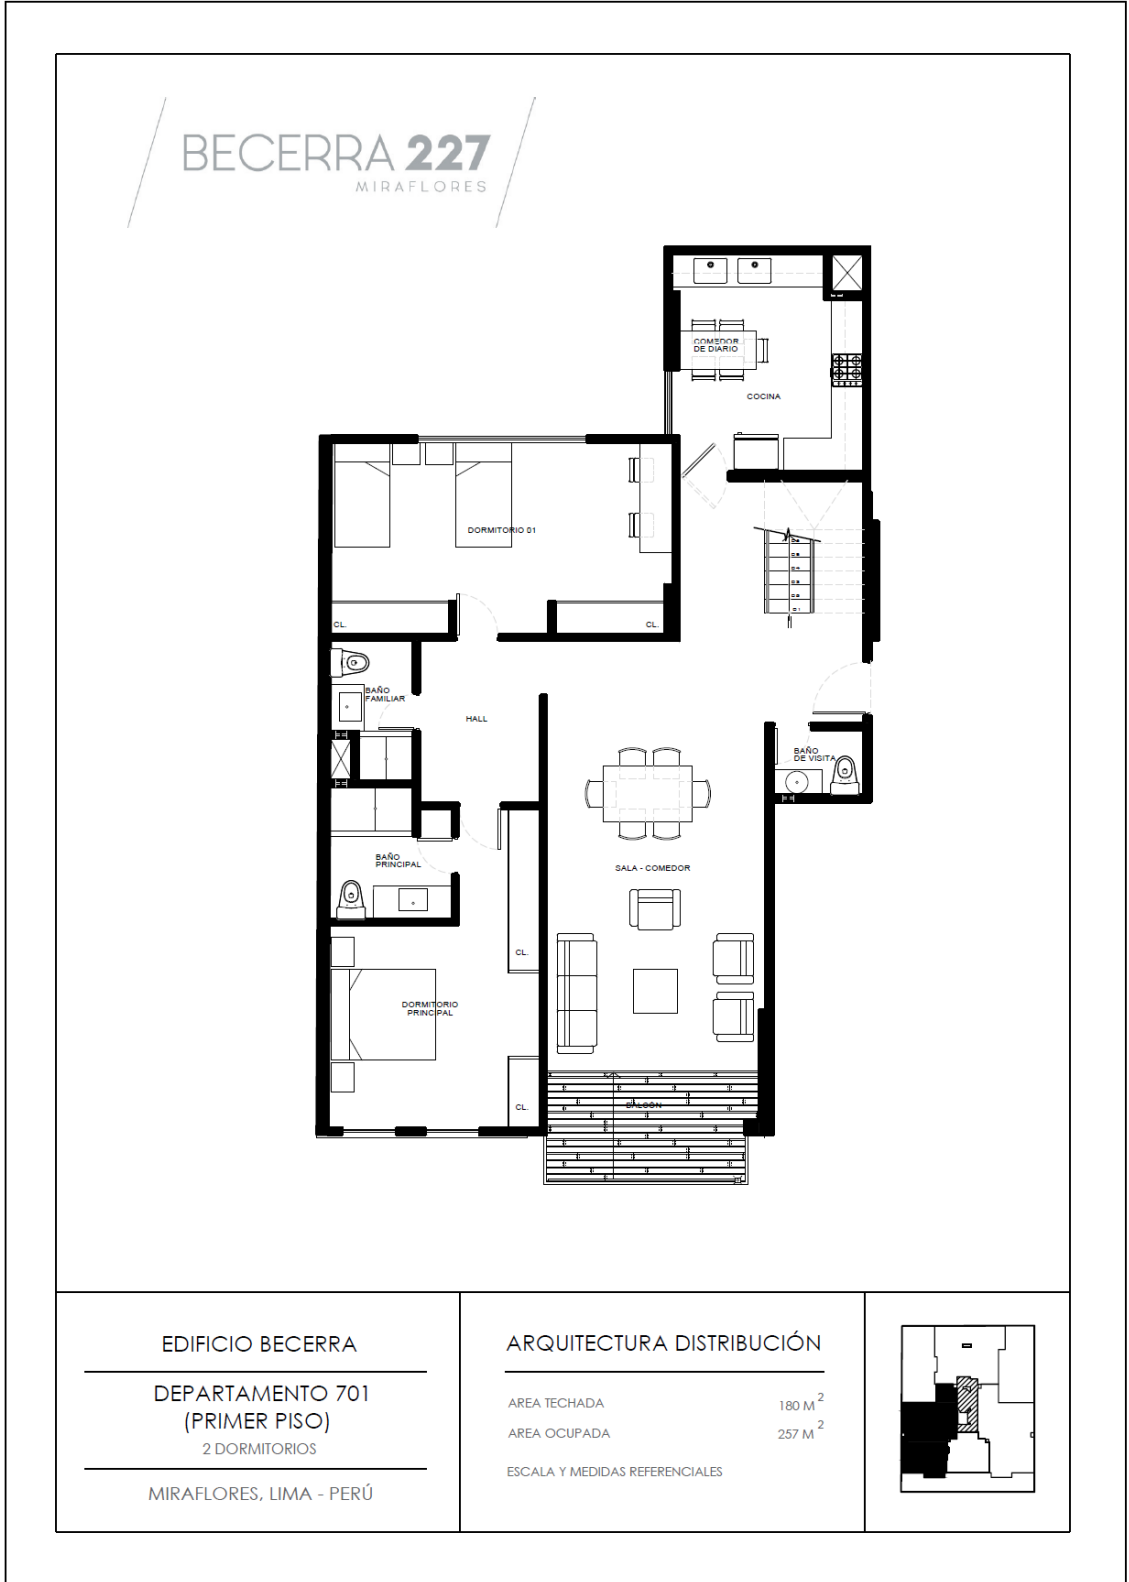 BECERRA 227
MIRAFLORES
COMEDOR
DE DIARIO
COCINA
DORMITORIO 01
CL.
CL.
BAÑO
FAMILIAR
HALL
BAÑO
DE VISITA
BAÑO
PRINCIPAL
SALA - COMEDOR
CL.
DORMITORIO
PRINCIPAL
CL.
BALCÓN
EDIFICIO BECERRA
DEPARTAMENTO 701
(PRIMER PISO)
2 DORMITORIOS
MIRAFLORES, LIMA - PERÚ
ARQUITECTURA DISTRIBUCIÓN
AREA TECHADA 180 M²
AREA OCUPADA 257 M²
ESCALA Y MEDIDAS REFERENCIALES